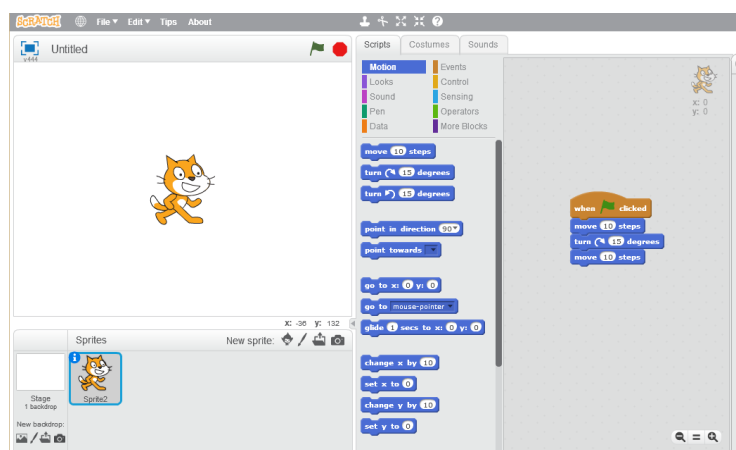 SCRATCH File Edit Tips About
Untitled
v444
Scripts Costumes Sounds
Motion Events
Looks Control
Sound Sensing
Pen Operators
Data More Blocks
move 10 steps
turn 15 degrees
turn 15 degrees
point in direction 90
point towards
go to x: 0 y: 0
go to mouse-pointer
glide 1 secs to x: 0 y: 0
change x by 10
set x to 0
change y by 10
set y to 0
x: 0
y: 0
when clicked
move 10 steps
turn 15 degrees
move 10 steps
X: -36 y: 132
Sprites New sprite:
Stage
1 backdrop
Sprite2
New backdrop: